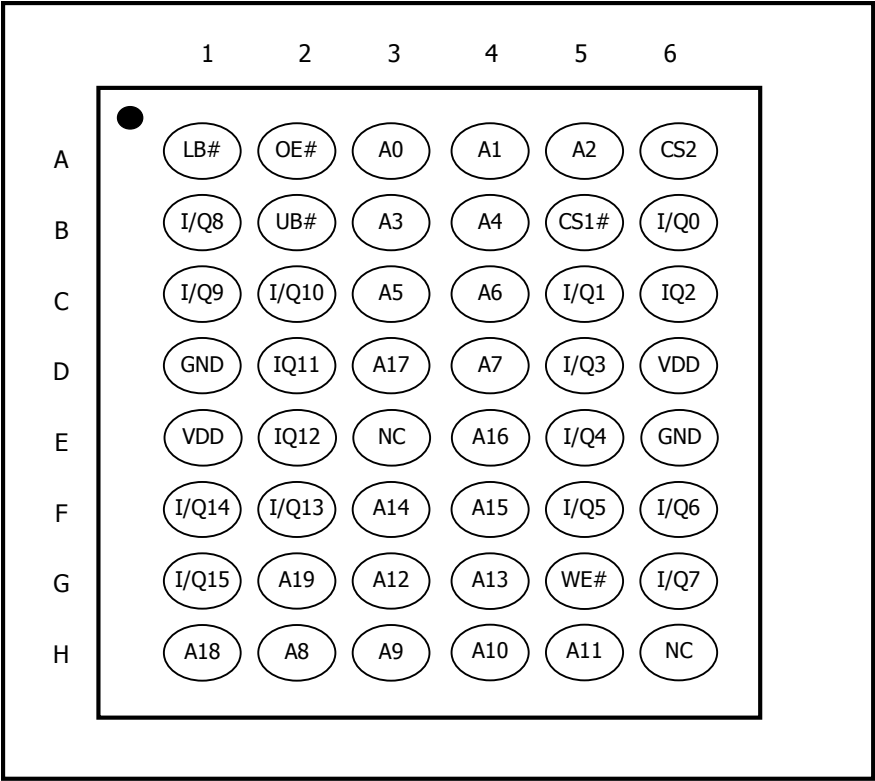 1 2 3 4 5 6
A LB# OE# A0 A1 A2 CS2
B I/Q8 UB# A3 A4 CS1# I/Q0
C I/Q9 I/Q10 A5 A6 I/Q1 IQ2
D GND IQ11 A17 A7 I/Q3 VDD
E VDD IQ12 NC A16 I/Q4 GND
F I/Q14 I/Q13 A14 A15 I/Q5 I/Q6
G I/Q15 A19 A12 A13 WE# I/Q7
H A18 A8 A9 A10 A11 NC